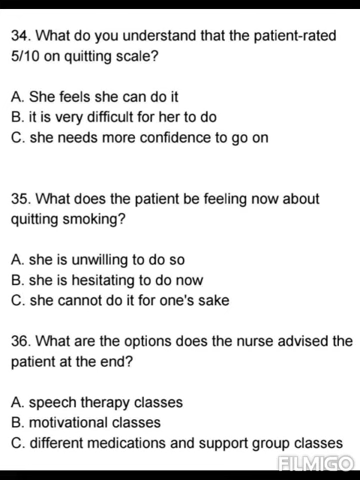 34. What do you understand that the patient-rated
5/10 on quitting scale?
A. She feels she can do it
B. it is very difficult for her to do
C. she needs more confidence to go on
35. What does the patient be feeling now about
quitting smoking?
A. she is unwilling to do so
B. she is hesitating to do now
C. she cannot do it for one's sake
36. What are the options does the nurse advised the
patient at the end?
A. speech therapy classes
B. motivational classes
C. different medications and support group classes
FILMIGO